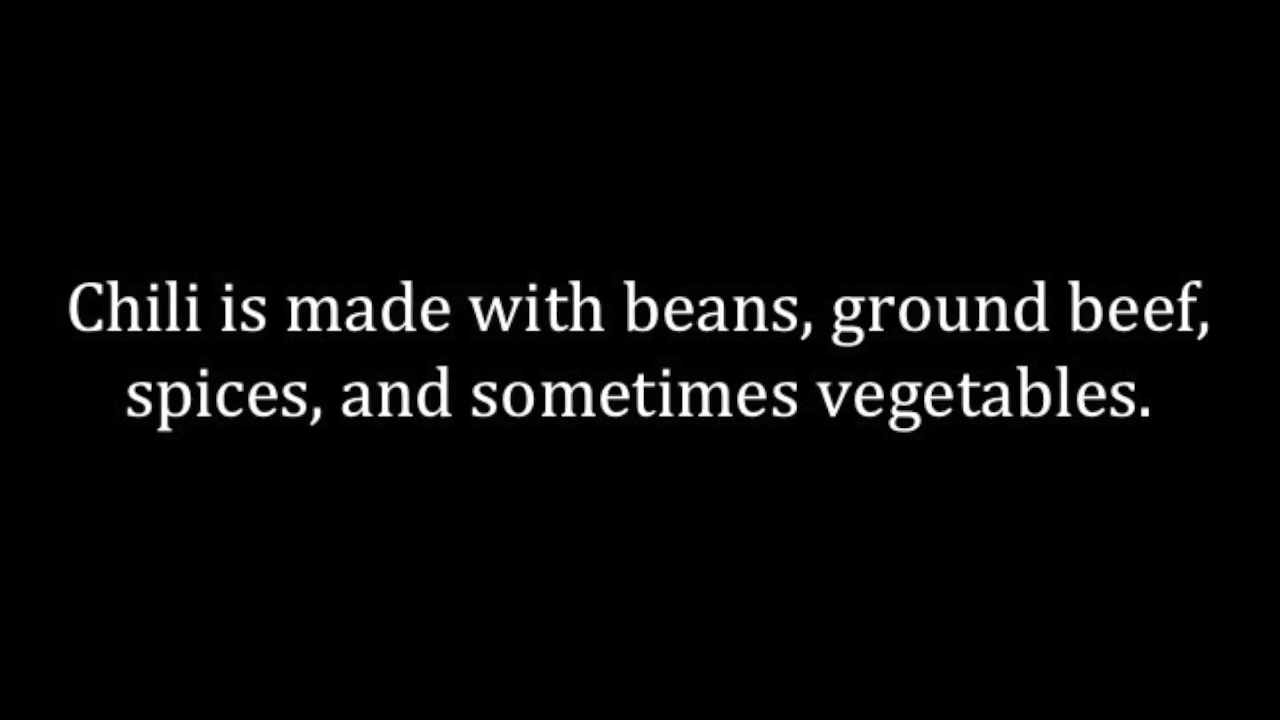 Chili is made with beans, ground beef,
spices, and sometimes vegetables.